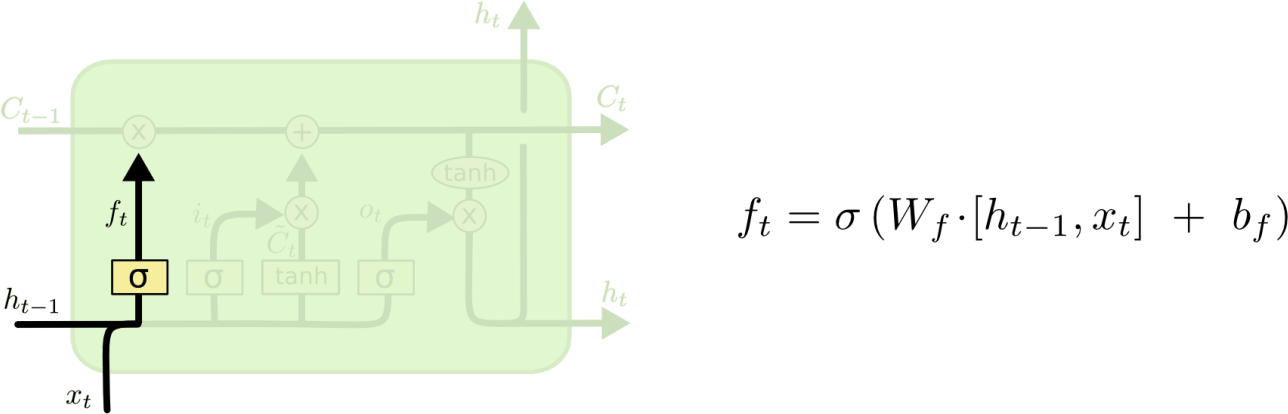 h_t
C_{t-1}
C_t
x
+
tanh
f_t
i_t
x
o_t
x
C̃_t
σ
σ
tanh
σ
h_{t-1}
h_t
x_t
f_t = σ (W_f · [h_{t-1}, x_t] + b_f)